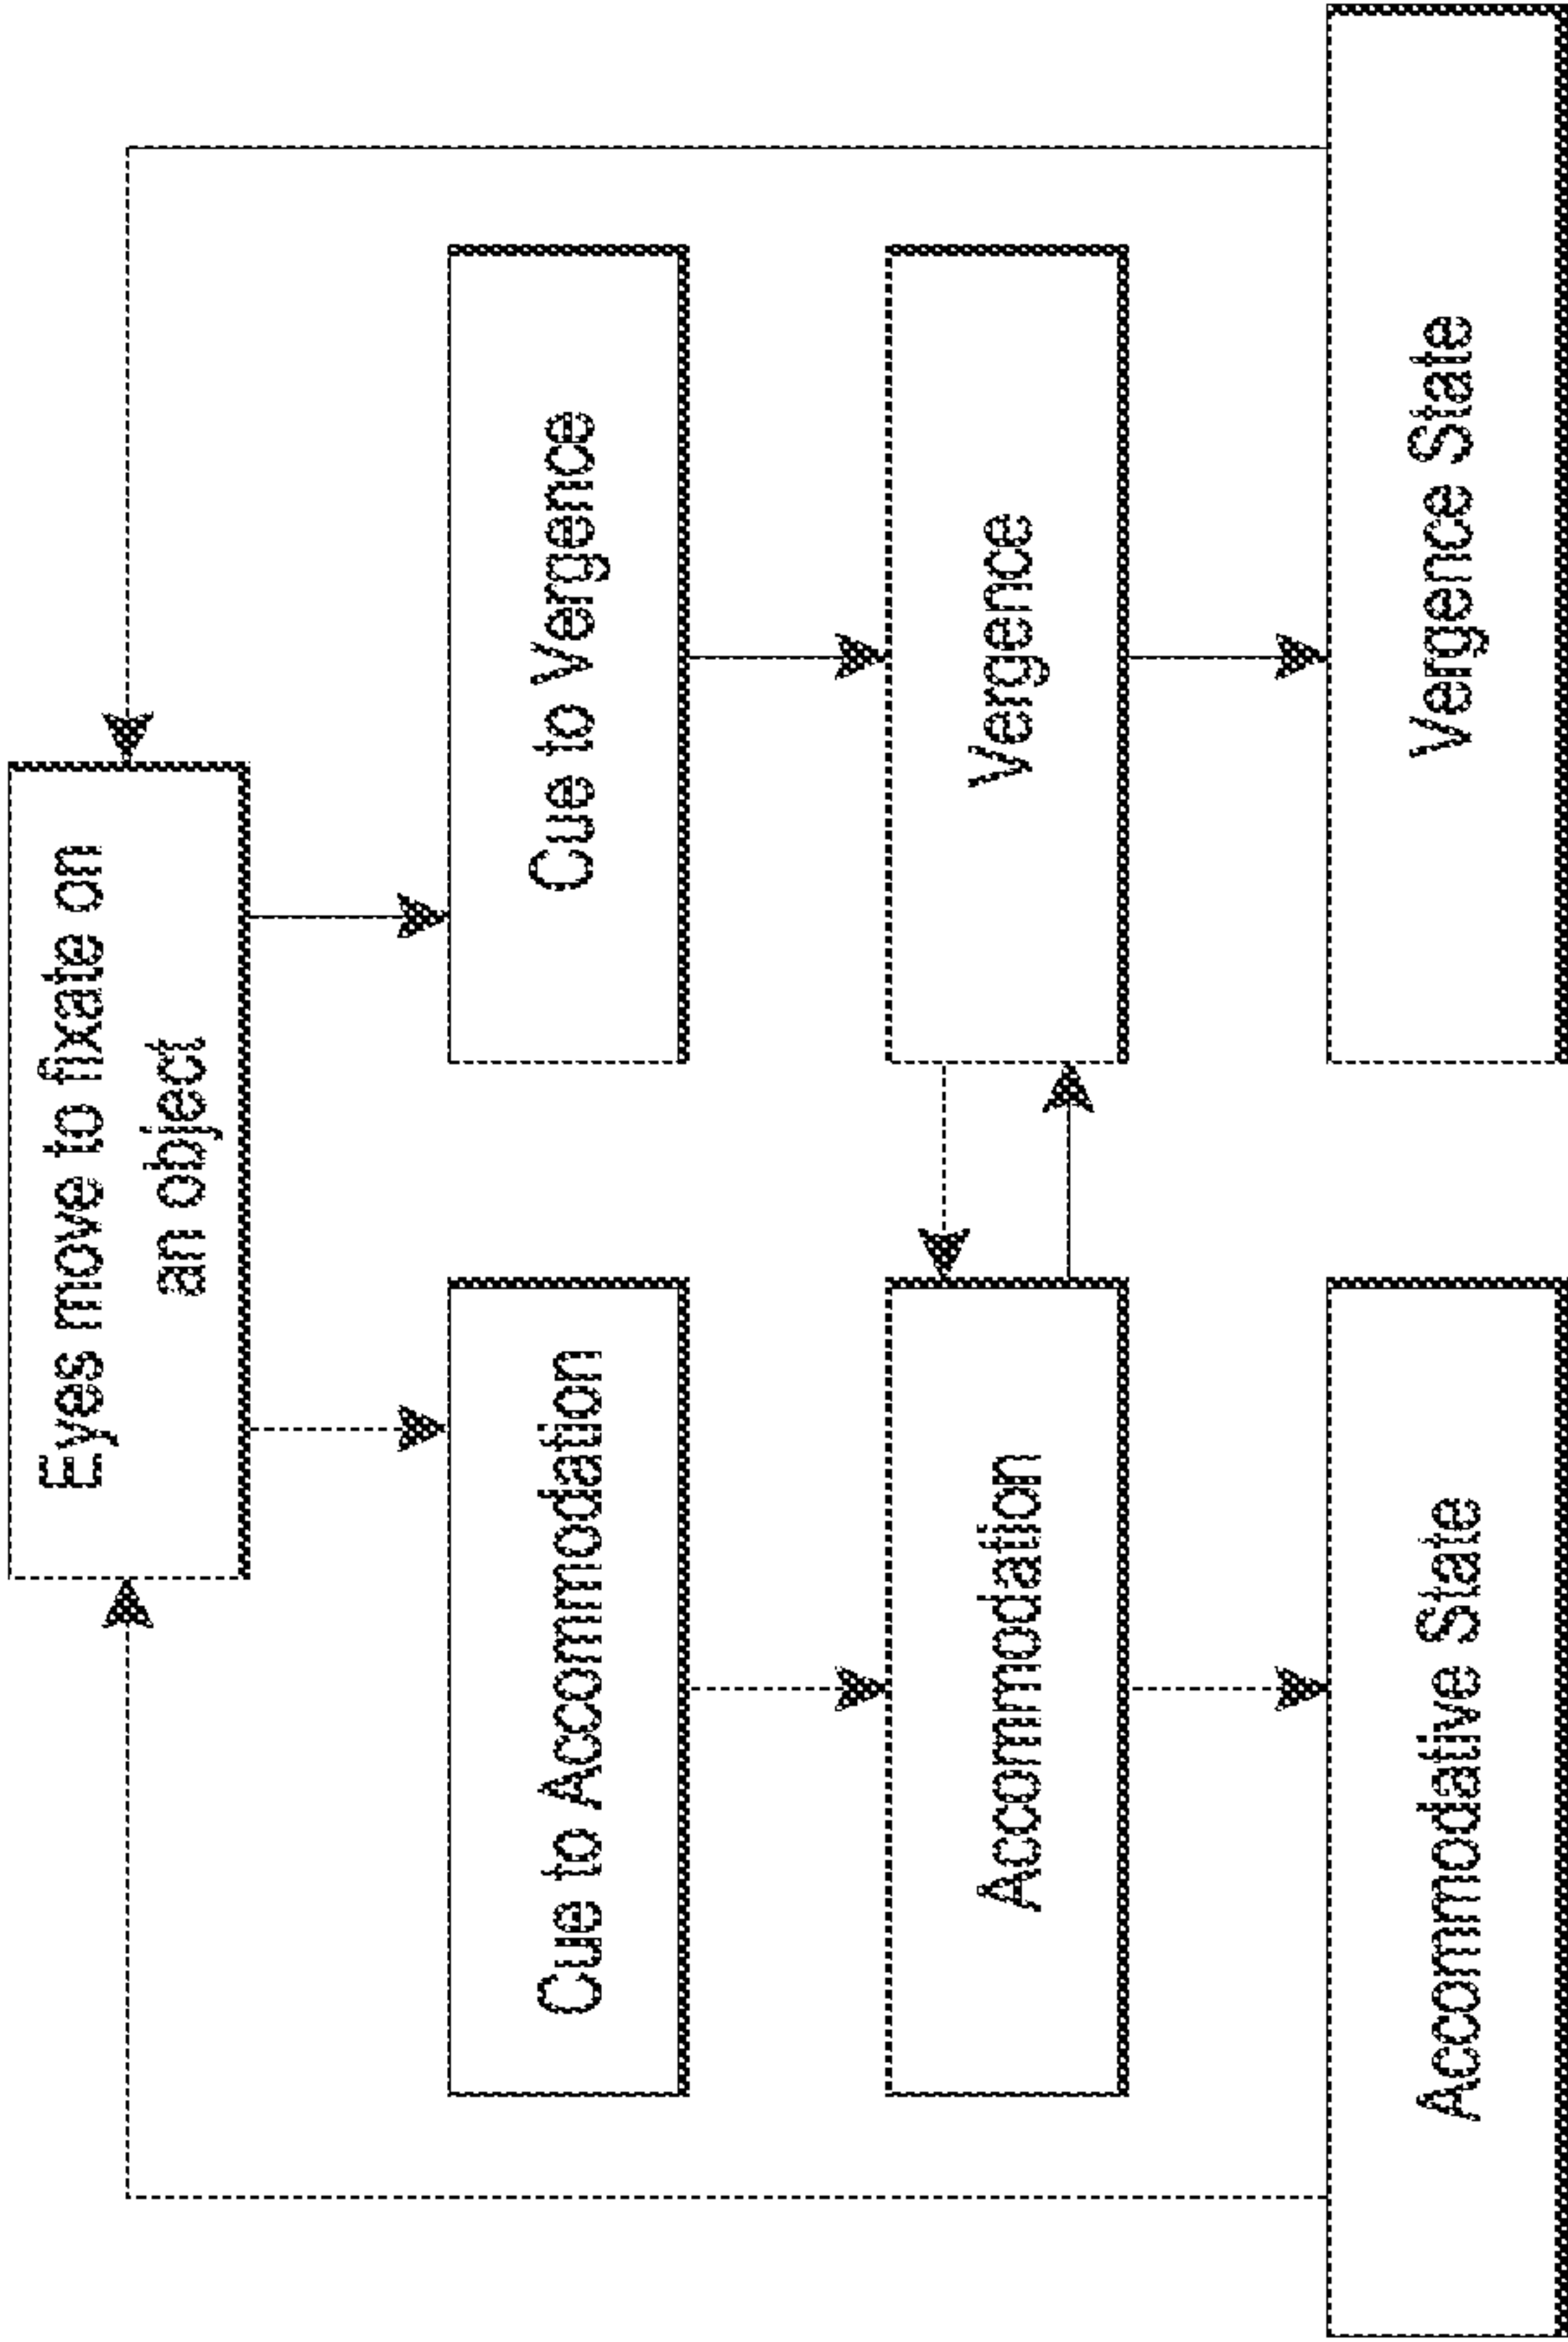 Eyes move to fixate on
an object
Cue to Accommodation
Cue to Vergence
Accommodation
Vergence
Accommodative State
Vergence State